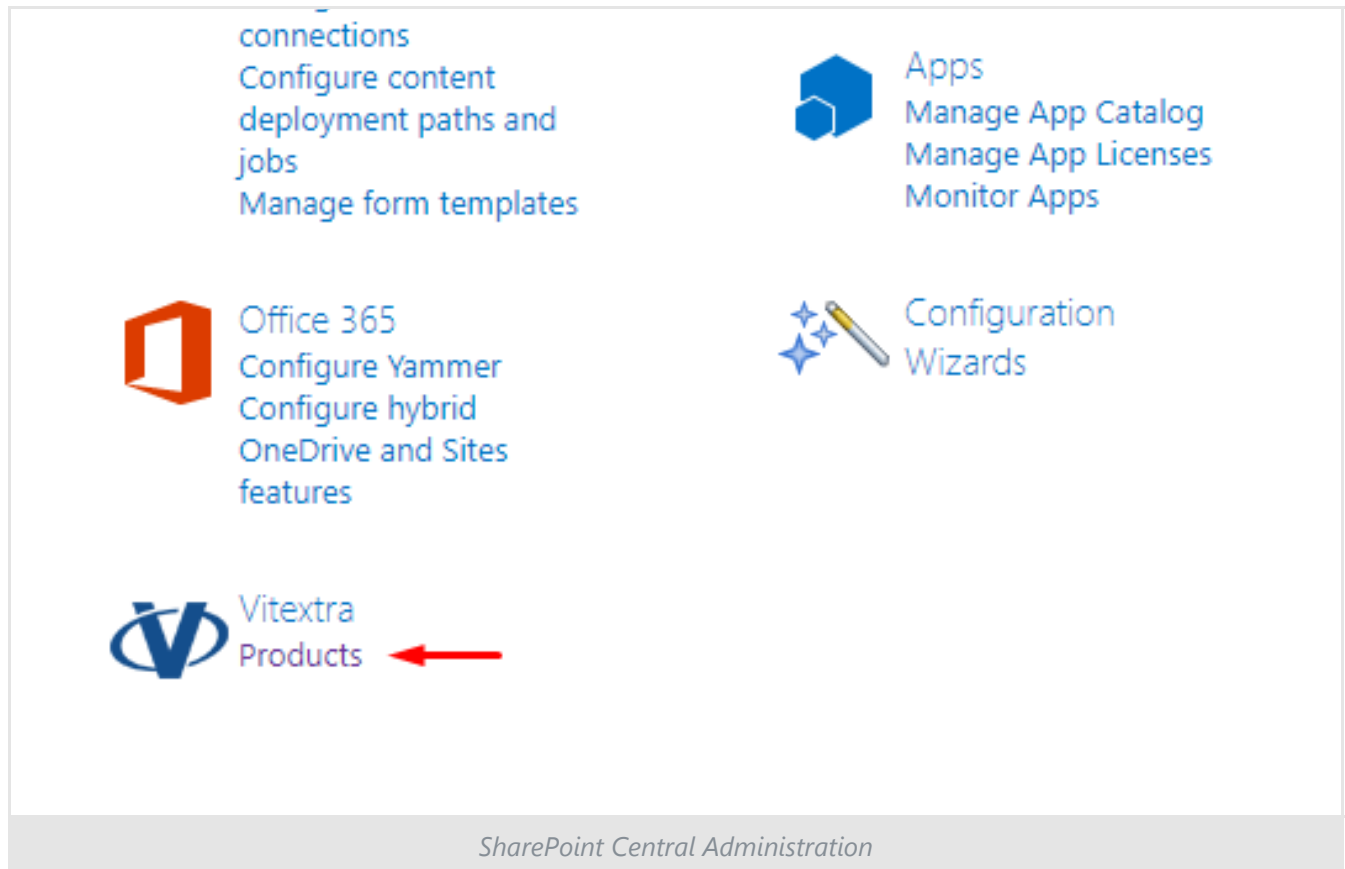 connections
Configure content
deployment paths and
jobs
Manage form templates
Apps
Manage App Catalog
Manage App Licenses
Monitor Apps
Office 365
Configure Yammer
Configure hybrid
OneDrive and Sites
features
Configuration
Wizards
Vitextra
Products
SharePoint Central Administration